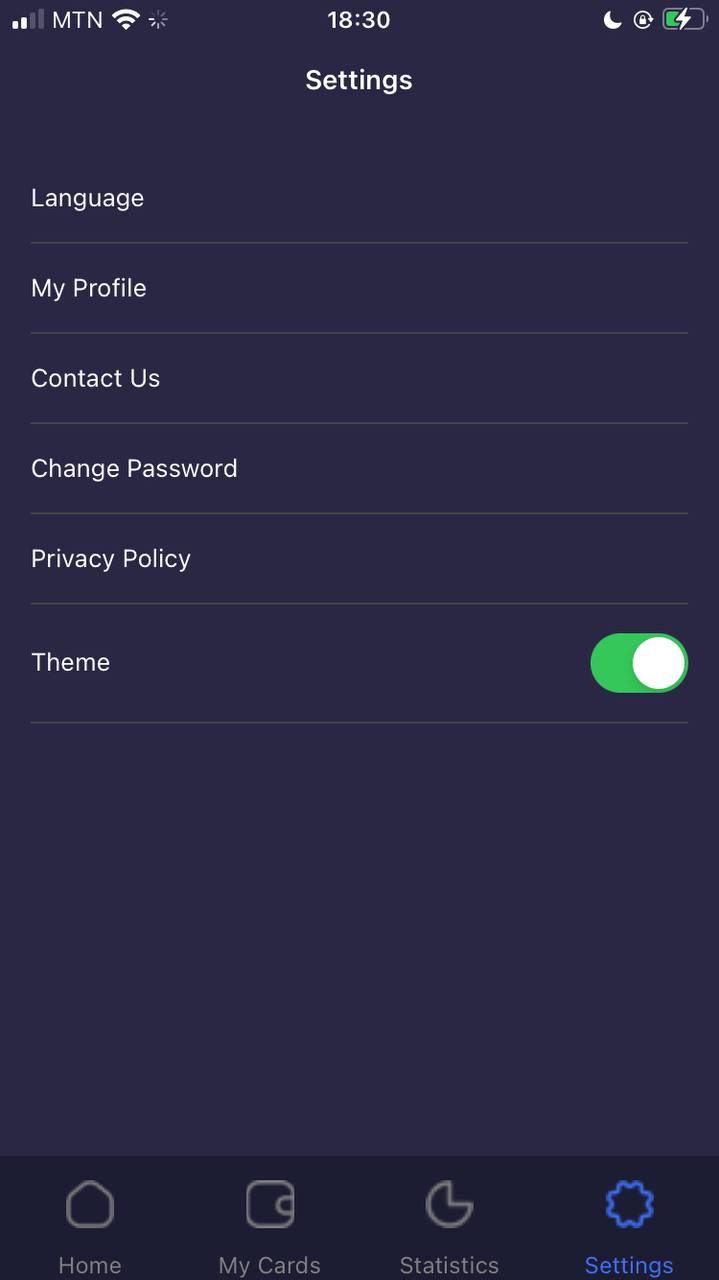 MTN 18:30
Settings
Language
My Profile
Contact Us
Change Password
Privacy Policy
Theme
Home My Cards Statistics Settings